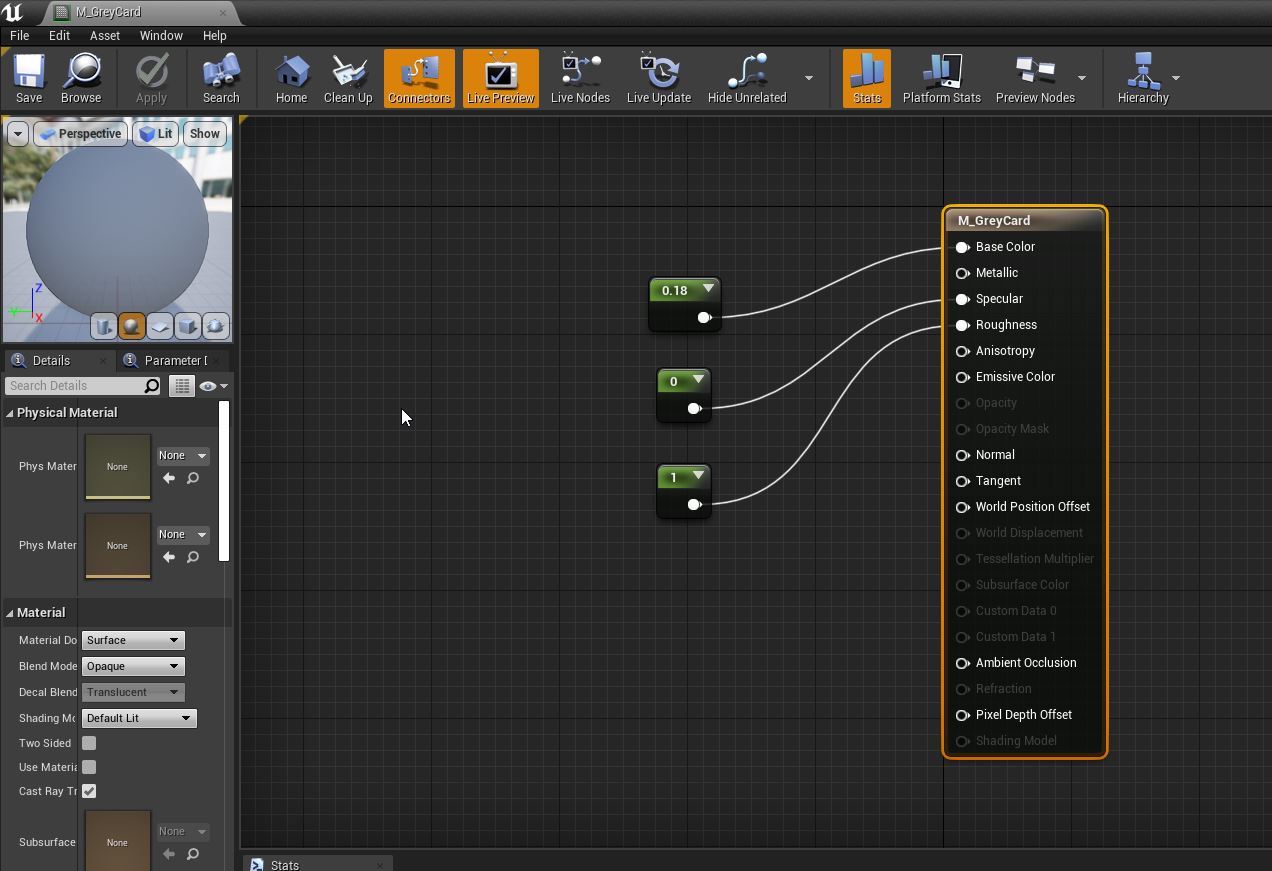 M_GreyCard
File Edit Asset Window Help
Save Browse Apply Search Home Clean Up Connectors Live Preview Live Nodes Live Update Hide Unrelated Stats Platform Stats Preview Nodes Hierarchy
Perspective Lit Show
Z
Y
X
Details Parameter D
Search Details
Physical Material
Phys Mater None None
Phys Mater None None
Material
Material Do Surface
Blend Mode Opaque
Decal Blend Translucent
Shading Mo Default Lit
Two Sided
Use Materia
Cast Ray Tr
Subsurface None None
0.18
0
1
M_GreyCard
Base Color
Metallic
Specular
Roughness
Anisotropy
Emissive Color
Opacity
Opacity Mask
Normal
Tangent
World Position Offset
World Displacement
Tessellation Multiplier
Subsurface Color
Custom Data 0
Custom Data 1
Ambient Occlusion
Refraction
Pixel Depth Offset
Shading Model
Stats